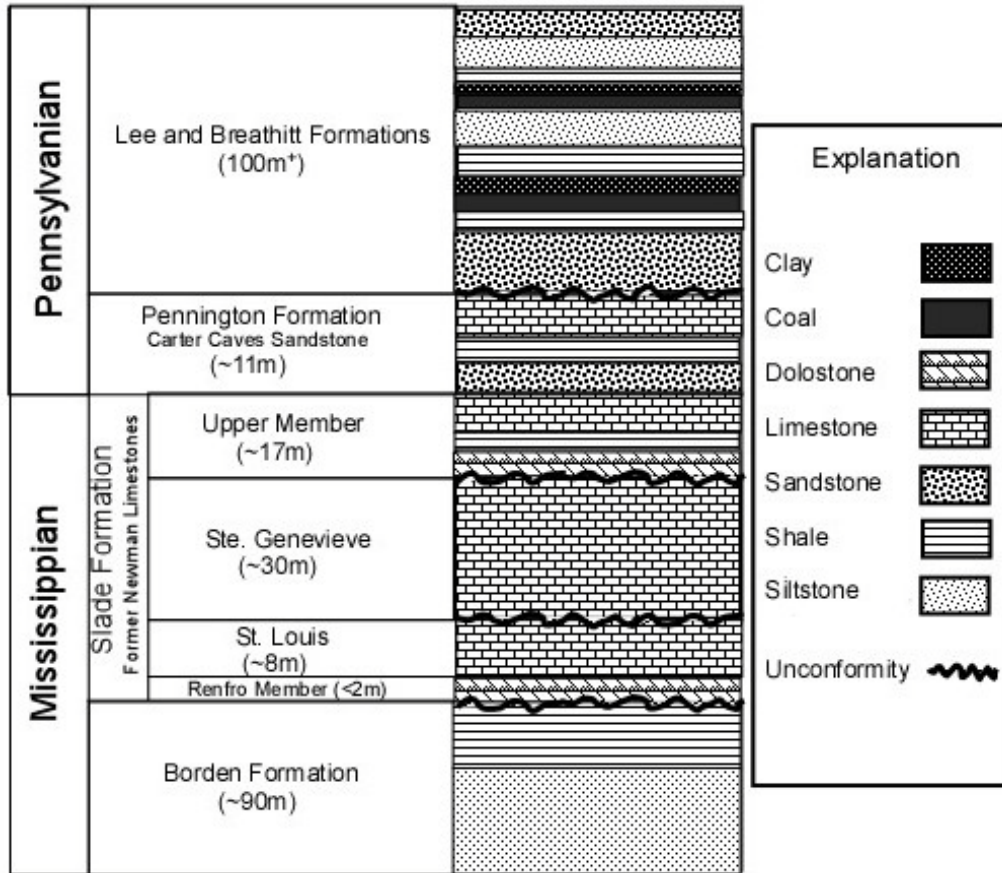 Pennsylvanian
Lee and Breathitt Formations
(100m⁺)
Pennington Formation
Carter Caves Sandstone
(~11m)
Mississippian
Slade Formation
Former Newman Limestones
Upper Member
(~17m)
Ste. Genevieve
(~30m)
St. Louis
(~8m)
Renfro Member (<2m)
Borden Formation
(~90m)
Explanation
Clay
Coal
Dolostone
Limestone
Sandstone
Shale
Siltstone
Unconformity